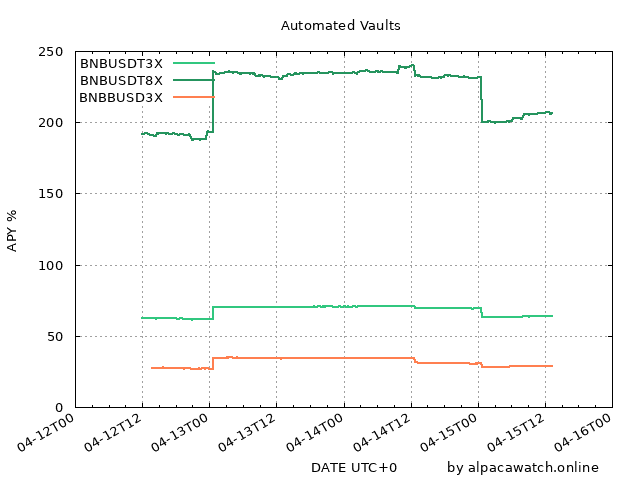 Automated Vaults
250
200
150
100
50
0
APY %
BNBUSDT3X
BNBUSDT8X
BNBBUSD3X
04-12T00
04-12T12
04-13T00
04-13T12
04-14T00
04-14T12
04-15T00
04-15T12
04-16T00
DATE UTC+0
by alpacawatch.online